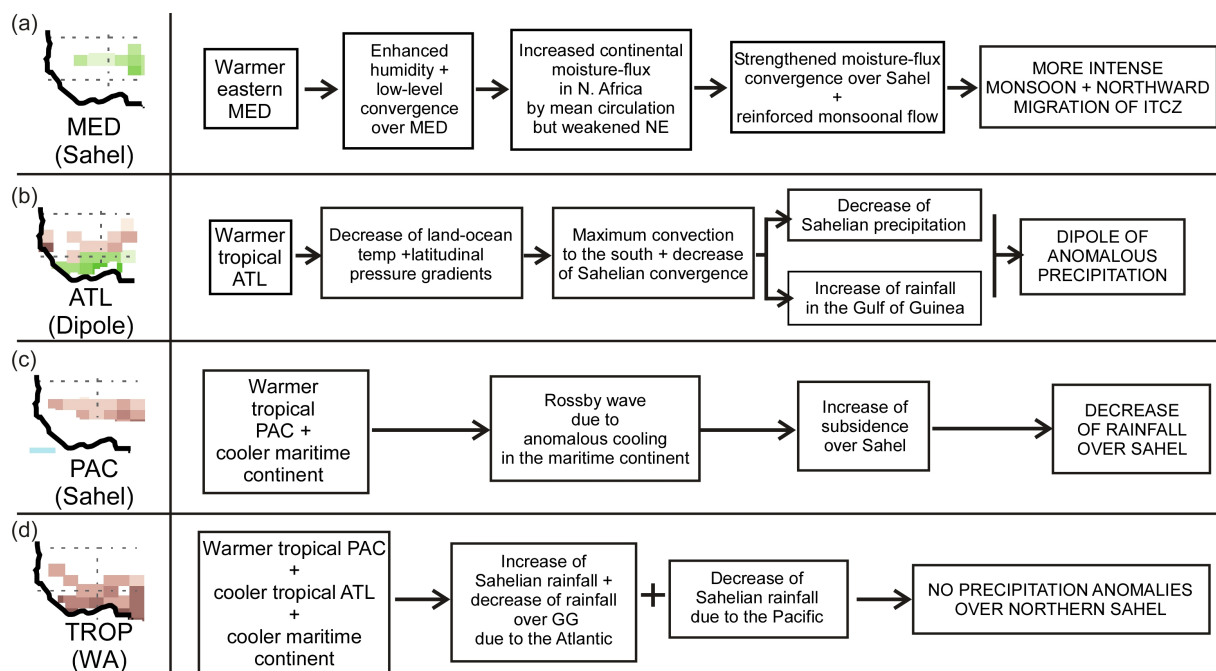 (a)
MED
(Sahel)
Warmer
eastern
MED
Enhanced
humidity +
low-level
convergence
over MED
Increased continental
moisture-flux
in N. Africa
by mean circulation
but weakened NE
Strengthened moisture-flux
convergence over Sahel
+
reinforced monsoonal flow
MORE INTENSE
MONSOON + NORTHWARD
MIGRATION OF ITCZ
(b)
ATL
(Dipole)
Warmer
tropical
ATL
Decrease of land-ocean
temp +latitudinal
pressure gradients
Maximum convection
to the south + decrease
of Sahelian convergence
Decrease of
Sahelian precipitation
Increase of rainfall
in the Gulf of Guinea
DIPOLE OF
ANOMALOUS
PRECIPITATION
(c)
PAC
(Sahel)
Warmer
tropical
PAC +
cooler maritime
continent
Rossby wave
due to
anomalous cooling
in the maritime continent
Increase of
subsidence
over Sahel
DECREASE
OF RAINFALL
OVER SAHEL
(d)
TROP
(WA)
Warmer tropical PAC
+
cooler tropical ATL
+
cooler maritime
continent
Increase of
Sahelian rainfall +
decrease of rainfall
over GG
due to the Atlantic
+
Decrease of
Sahelian rainfall
due to the Pacific
NO PRECIPITATION ANOMALIES
OVER NORTHERN SAHEL